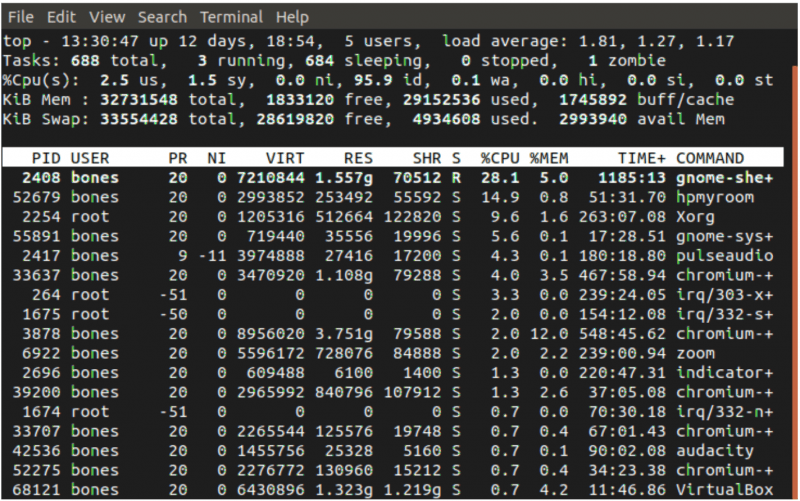 File Edit View Search Terminal Help
top - 13:30:47 up 12 days, 18:54,  5 users,  load average: 1.81, 1.27, 1.17
Tasks: 688 total,   3 running, 684 sleeping,   0 stopped,   1 zombie
%Cpu(s):  2.5 us,  1.5 sy,  0.0 ni, 95.9 id,  0.1 wa,  0.0 hi,  0.0 si,  0.0 st
KiB Mem : 32731548 total,  1833120 free, 29152536 used,  1745892 buff/cache
KiB Swap: 33554428 total, 28619820 free,  4934608 used.  2993940 avail Mem
PID USER PR NI VIRT RES SHR S %CPU %MEM TIME+ COMMAND
2408 bones 20 0 7210844 1.557g 70512 R 28.1 5.0 1185:13 gnome-she+
52679 bones 20 0 2993852 253492 55592 S 14.9 0.8 51:31.70 hpmyroom
2254 root 20 0 1205316 512664 122820 S 9.6 1.6 263:07.08 Xorg
55891 bones 20 0 719440 35556 19996 S 5.6 0.1 17:28.51 gnome-sys+
2417 bones 9 -11 3974888 27416 17200 S 4.3 0.1 180:18.80 pulseaudio
33637 bones 20 0 3470920 1.108g 79288 S 4.0 3.5 467:58.94 chromium-+
264 root -51 0 0 0 0 S 3.3 0.0 239:24.05 irq/303-x+
1675 root -50 0 0 0 0 S 2.0 0.0 154:12.08 irq/332-s+
3878 bones 20 0 8956020 3.751g 79588 S 2.0 12.0 548:45.62 chromium-+
6922 bones 20 0 5596172 728076 84888 S 2.0 2.2 239:00.94 zoom
2696 bones 20 0 609488 6100 1400 S 1.3 0.0 220:47.31 indicator+
39200 bones 20 0 2965992 840796 107912 S 1.3 2.6 37:05.08 chromium-+
1674 root -51 0 0 0 0 S 0.7 0.0 70:30.18 irq/332-n+
33707 bones 20 0 2265544 125576 19748 S 0.7 0.4 67:01.43 chromium-+
42536 bones 20 0 1455756 25328 5160 S 0.7 0.1 90:02.08 audacity
52275 bones 20 0 2276772 130960 15212 S 0.7 0.4 34:23.38 chromium-+
68121 bones 20 0 6430896 1.323g 1.219g S 0.7 4.2 11:46.86 VirtualBox